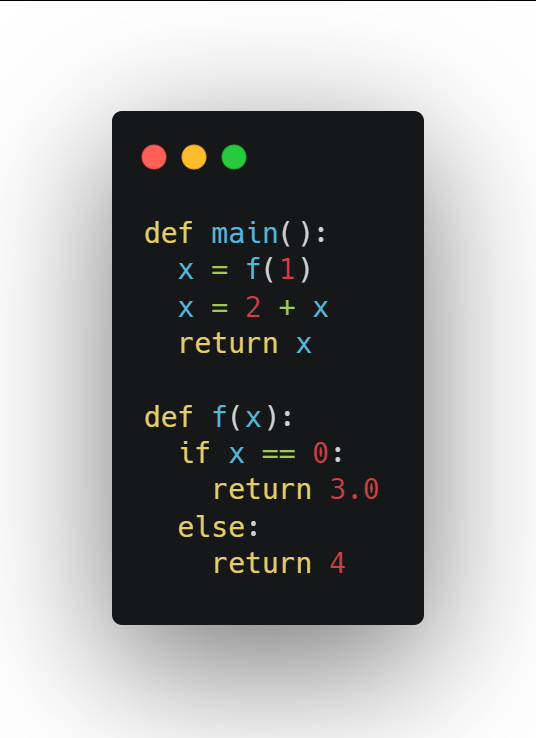 def main():
  x = f(1)
  x = 2 + x
  return x

def f(x):
  if x == 0:
    return 3.0
  else:
    return 4